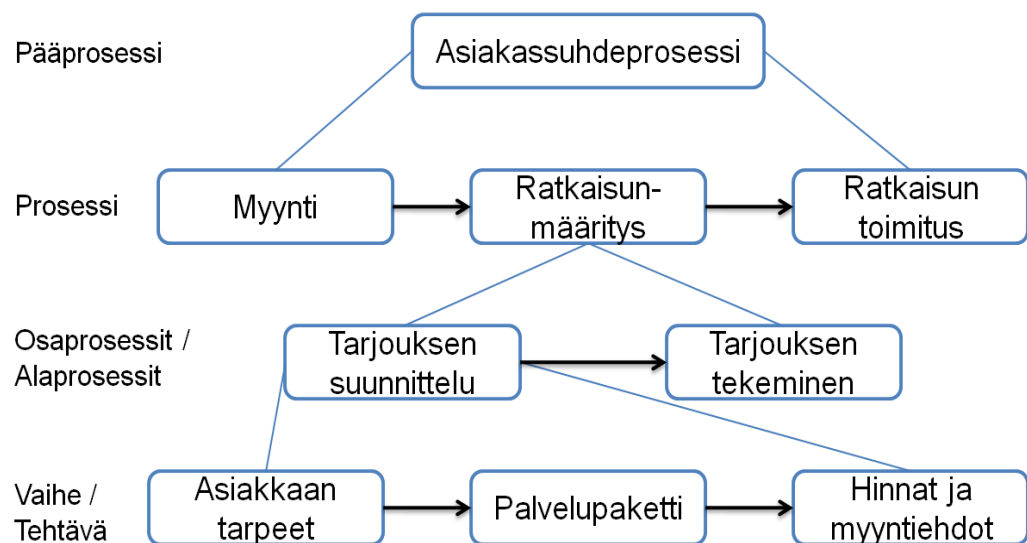 Pääprosessi
Asiakassuhdeprosessi
Prosessi
Myynti
Ratkaisun-
määritys
Ratkaisun
toimitus
Osaprosessit /
Alaprosessit
Tarjouksen
suunnittelu
Tarjouksen
tekeminen
Vaihe /
Tehtävä
Asiakkaan
tarpeet
Palvelupaketti
Hinnat ja
myyntiehdot